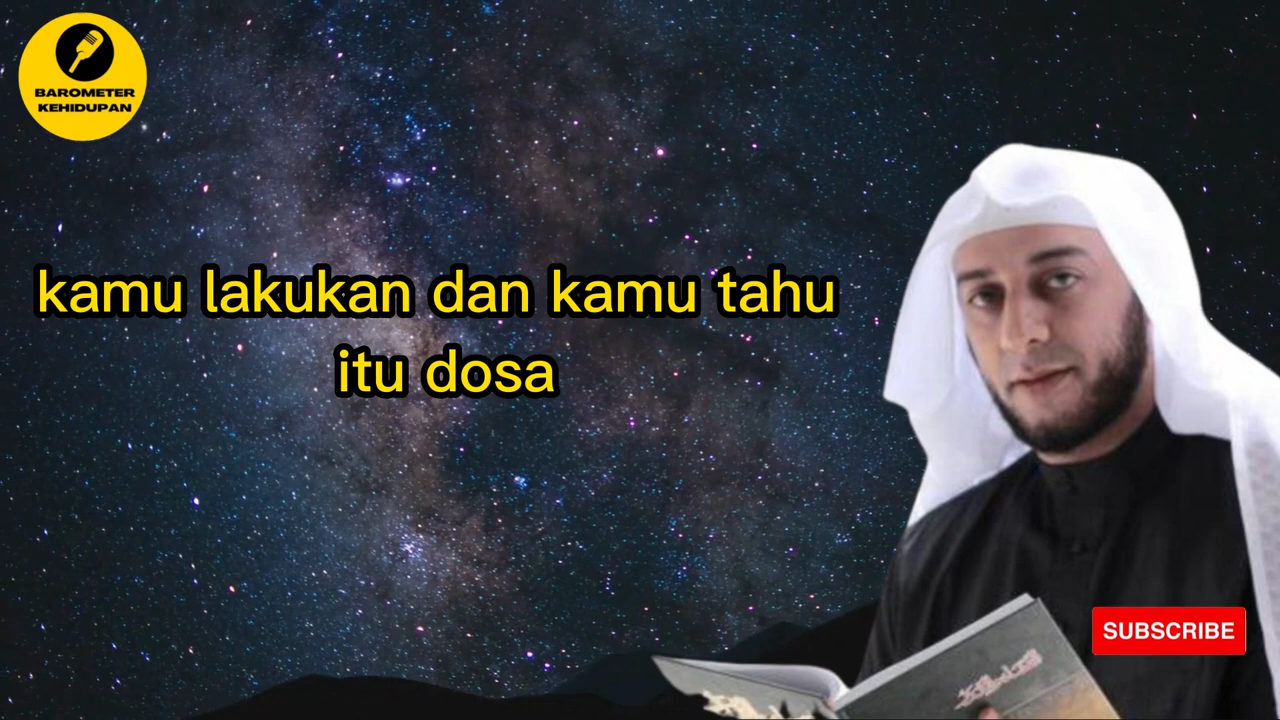 BAROMETER
KEHIDUPAN
kamu lakukan dan kamu tahu
itu dosa
SUBSCRIBE